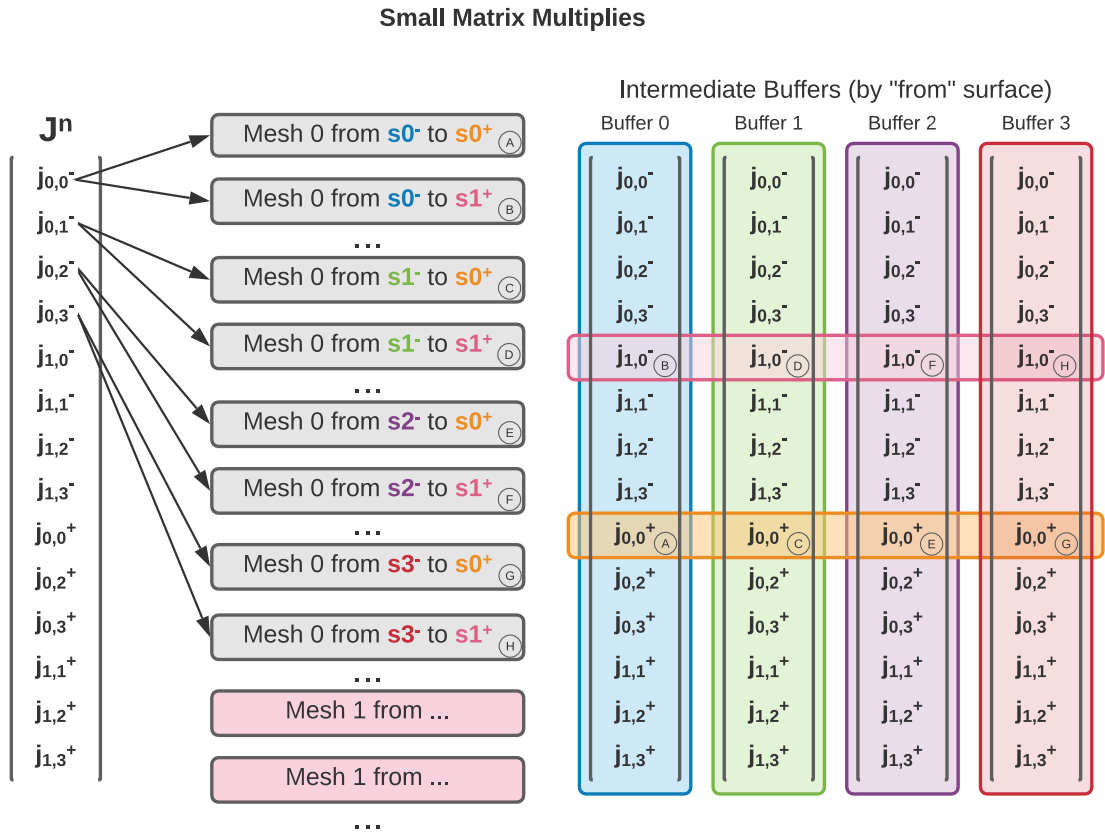 Small Matrix Multiplies
Jⁿ
j0,0⁻
j0,1⁻
j0,2⁻
j0,3⁻
j1,0⁻
j1,1⁻
j1,2⁻
j1,3⁻
j0,0⁺
j0,2⁺
j0,3⁺
j1,1⁺
j1,2⁺
j1,3⁺
Mesh 0 from s0⁻ to s0⁺ A
Mesh 0 from s0⁻ to s1⁺ B
...
Mesh 0 from s1⁻ to s0⁺ C
Mesh 0 from s1⁻ to s1⁺ D
...
Mesh 0 from s2⁻ to s0⁺ E
Mesh 0 from s2⁻ to s1⁺ F
...
Mesh 0 from s3⁻ to s0⁺ G
Mesh 0 from s3⁻ to s1⁺ H
...
Mesh 1 from ...
Mesh 1 from ...
...
Intermediate Buffers (by "from" surface)
Buffer 0
j0,0⁻
j0,1⁻
j0,2⁻
j0,3⁻
j1,0⁻ B
j1,1⁻
j1,2⁻
j1,3⁻
j0,0⁺ A
j0,2⁺
j0,3⁺
j1,1⁺
j1,2⁺
j1,3⁺
Buffer 1
j0,0⁻
j0,1⁻
j0,2⁻
j0,3⁻
j1,0⁻ D
j1,1⁻
j1,2⁻
j1,3⁻
j0,0⁺ C
j0,2⁺
j0,3⁺
j1,1⁺
j1,2⁺
j1,3⁺
Buffer 2
j0,0⁻
j0,1⁻
j0,2⁻
j0,3⁻
j1,0⁻ F
j1,1⁻
j1,2⁻
j1,3⁻
j0,0⁺ E
j0,2⁺
j0,3⁺
j1,1⁺
j1,2⁺
j1,3⁺
Buffer 3
j0,0⁻
j0,1⁻
j0,2⁻
j0,3⁻
j1,0⁻ H
j1,1⁻
j1,2⁻
j1,3⁻
j0,0⁺ G
j0,2⁺
j0,3⁺
j1,1⁺
j1,2⁺
j1,3⁺